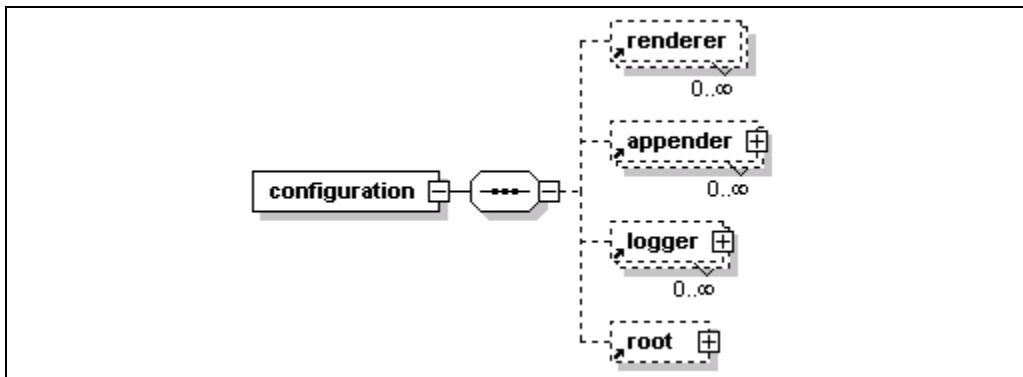 renderer
0..∞
appender
0..∞
configuration
logger
0..∞
root